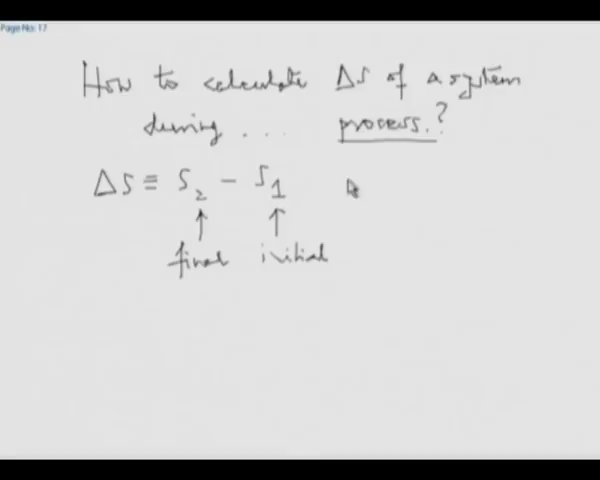 Page No: 17
How to calculate ΔS of a system
during ... process.?
ΔS ≡ S₂ - S₁
↑ ↑
final initial